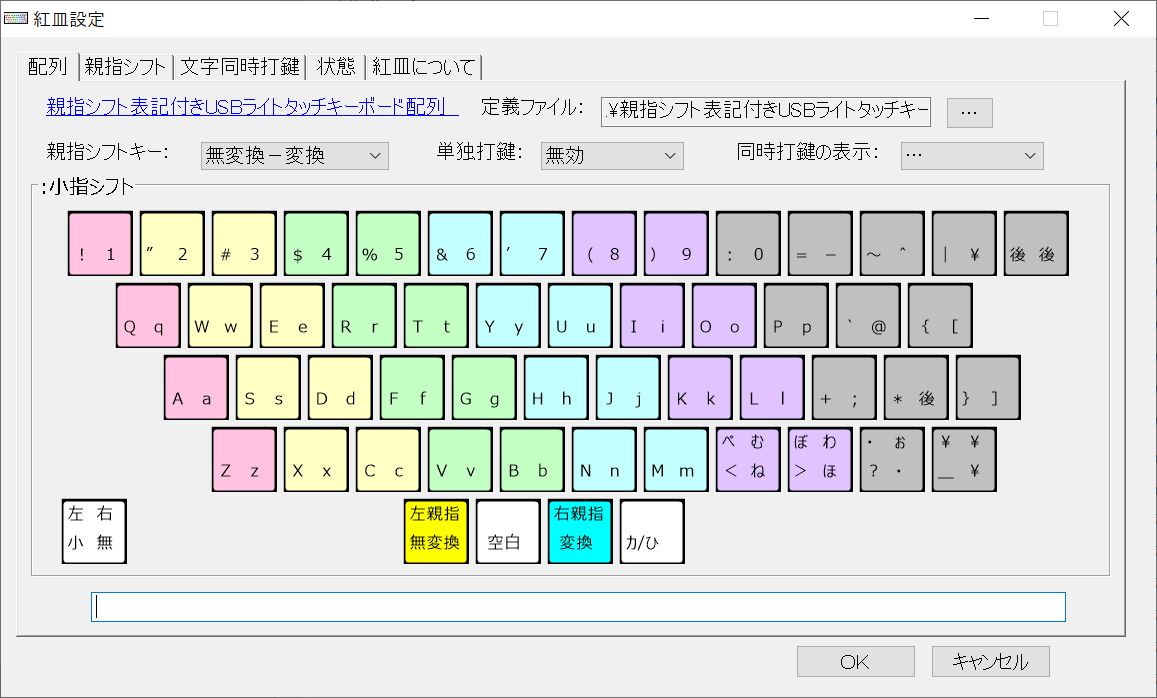 紅皿設定
配列 親指シフト 文字同時打鍵 状態 紅皿について
親指シフト表記付きUSBライトタッチキーボード配列 定義ファイル: .¥親指シフト表記付きUSBライトタッチキー ...
親指シフトキー: 無変換－変換 単独打鍵: 無効 同時打鍵の表示: ...
:小指シフト
! 1 ” 2 # 3 $ 4 % 5 & 6 ’ 7 ( 8 ) 9 : 0 = − ～ ＾ | ¥ 後 後
Q q W w E e R r T t Y y U u I i O o P p ` @ { [
A a S s D d F f G g H h J j K k L l + ; * 後 } ]
べ む ぼ わ ・ ぉ ¥ ¥
Z z X x C c V v B b N n M m < ね > ほ ? ・ ＿ ¥
左 右 左親指 右親指
小 無 無変換 空白 変換 カ/ひ
OK キャンセル